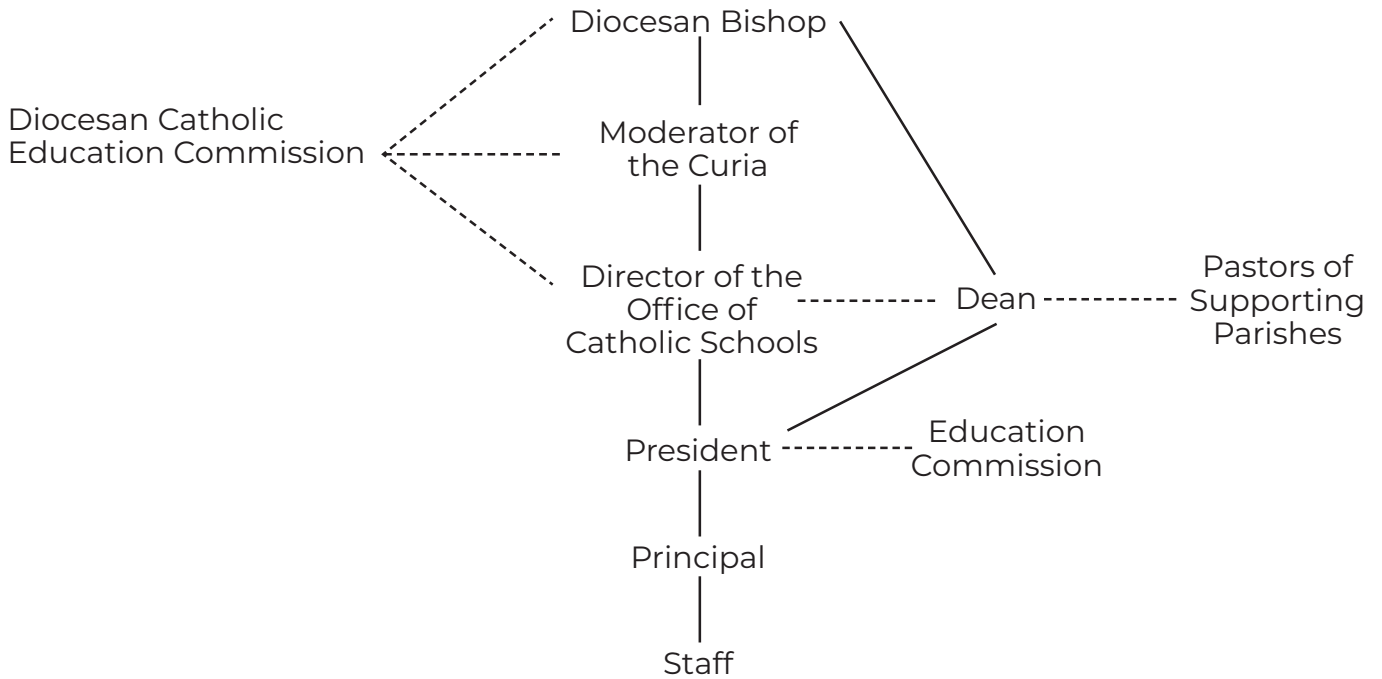 Diocesan Bishop
Diocesan Catholic
Education Commission
Moderator of
the Curia
Director of the
Office of
Catholic Schools
Dean
Pastors of
Supporting
Parishes
President
Education
Commission
Principal
Staff